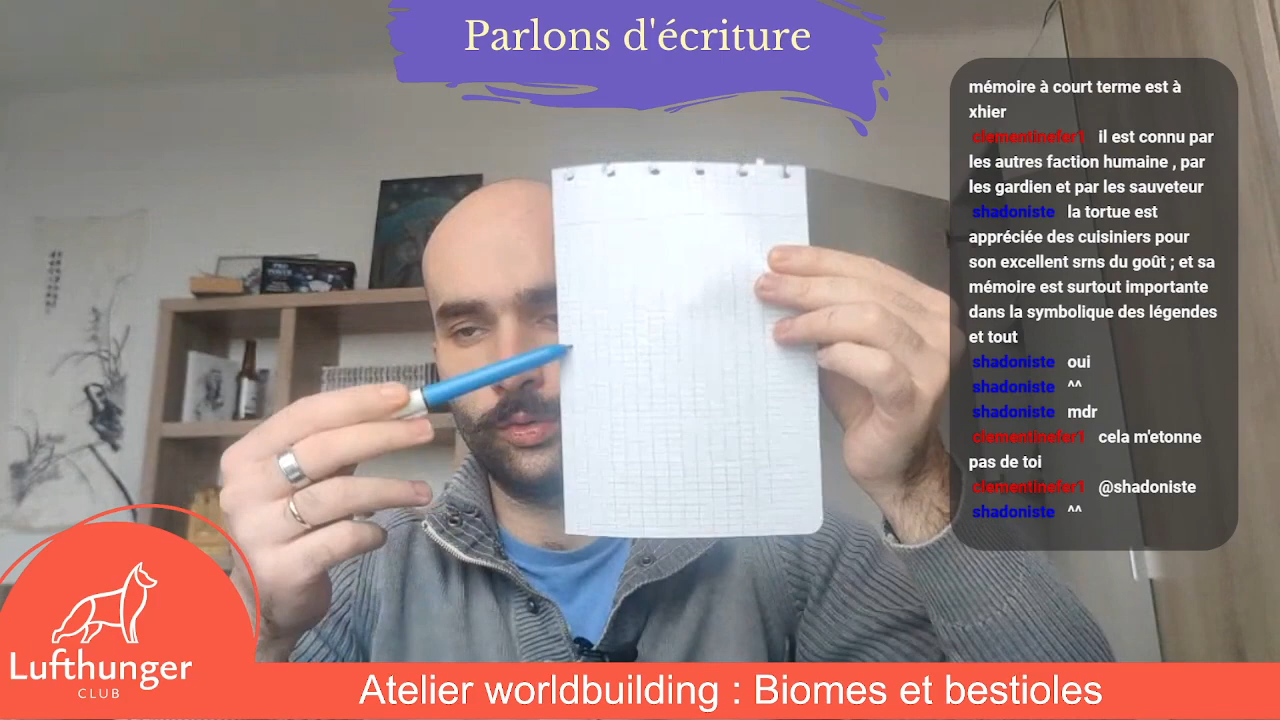 Parlons d'écriture
mémoire à court terme est à
xhier
clementinefer1 il est connu par
les autres faction humaine , par
les gardien et par les sauveteur
shadoniste la tortue est
appréciée des cuisiniers pour
son excellent srns du goût ; et sa
mémoire est surtout importante
dans la symbolique des légendes
et tout
shadoniste oui
shadoniste ^^
shadoniste mdr
clementinefer1 cela m'etonne
pas de toi
clementinefer1 @shadoniste
shadoniste ^^
Lufthunger
CLUB
Atelier worldbuilding : Biomes et bestioles